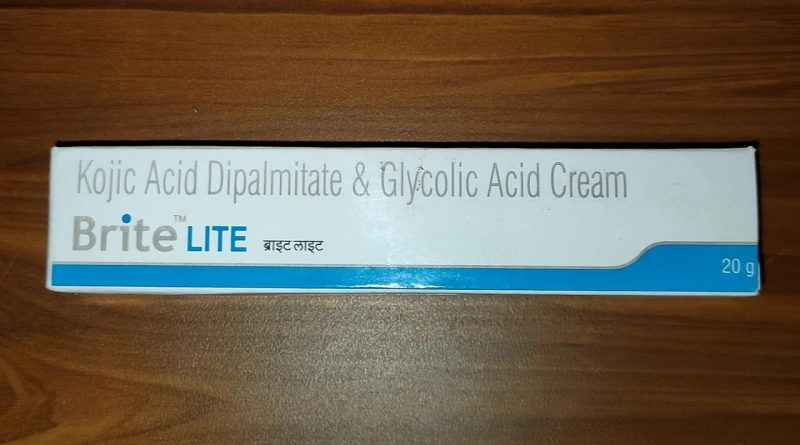 Kojic Acid Dipalmitate & Glycolic Acid Cream
Brite™ LITE ब्राइट लाइट
20 g